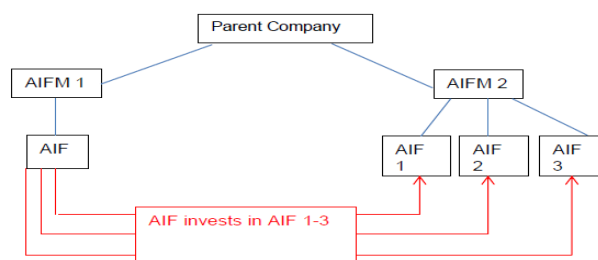 Parent Company
AIFM 1
AIFM 2
AIF
AIF
1
AIF
2
AIF
3
AIF invests in AIF 1-3